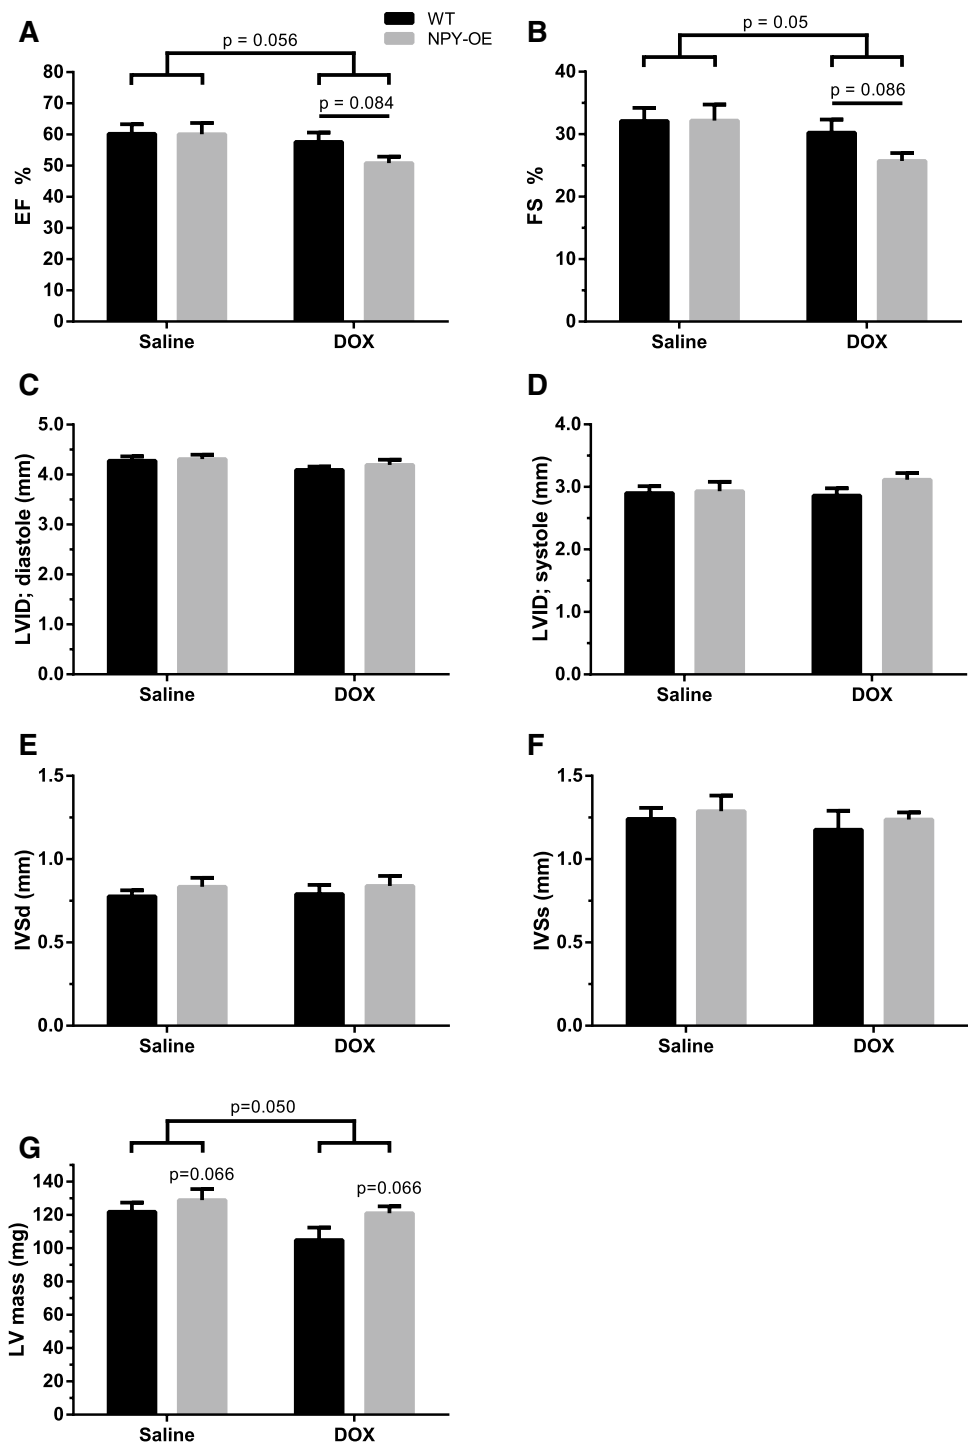 A
WT
NPY-OE
p = 0.056
p = 0.084
EF %
80
70
60
50
40
30
20
10
0
Saline
DOX
B
p = 0.05
p = 0.086
FS %
40
30
20
10
0
Saline
DOX
C
LVID; diastole (mm)
5.0
4.0
3.0
2.0
1.0
0.0
Saline
DOX
D
LVID; systole (mm)
4.0
3.0
2.0
1.0
0.0
Saline
DOX
E
IVSd (mm)
1.5
1.0
0.5
0.0
Saline
DOX
F
IVSs (mm)
1.5
1.0
0.5
0.0
Saline
DOX
G
p=0.050
p=0.066
p=0.066
LV mass (mg)
140
120
100
80
60
40
20
0
Saline
DOX